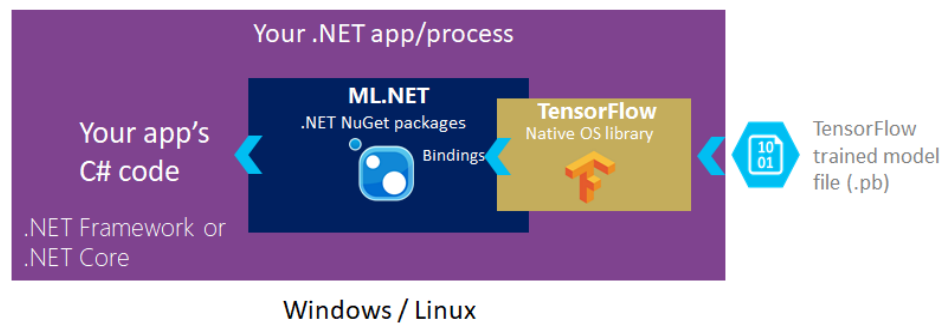 Your .NET app/process
ML.NET
.NET NuGet packages
Bindings
TensorFlow
Native OS library
Your app's
C# code
.NET Framework or
.NET Core
10
01
TensorFlow
trained model
file (.pb)
Windows / Linux